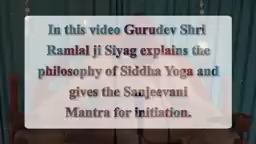 In this video Gurudev Shri
Ramlal ji Siyag explains the
philosophy of Siddha Yoga and
gives the Sanjeevani
Mantra for initiation.